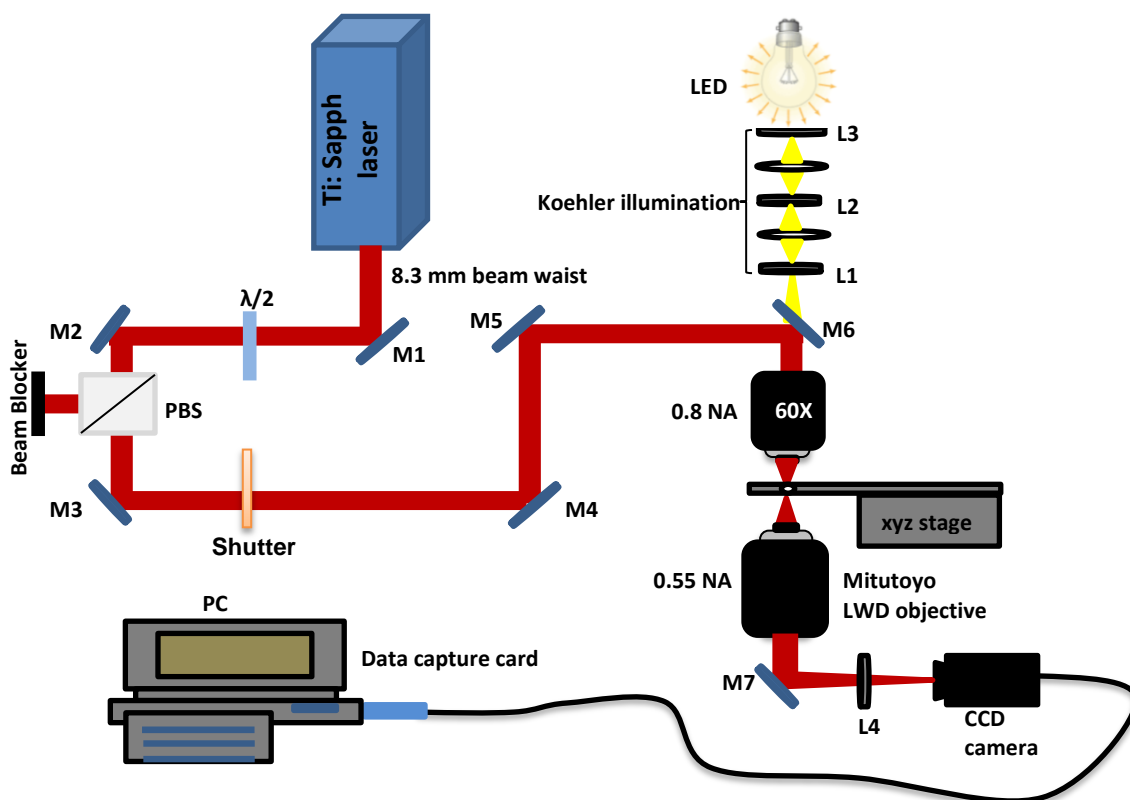 Ti: Sapph
laser
LED
L3
Koehler illumination
L2
L1
8.3 mm beam waist
λ/2
M2
M5
M6
M1
Beam Blocker
PBS
0.8 NA
60X
M3
M4
xyz stage
Shutter
0.55 NA
Mitutoyo
LWD objective
PC
Data capture card
M7
L4
CCD
camera